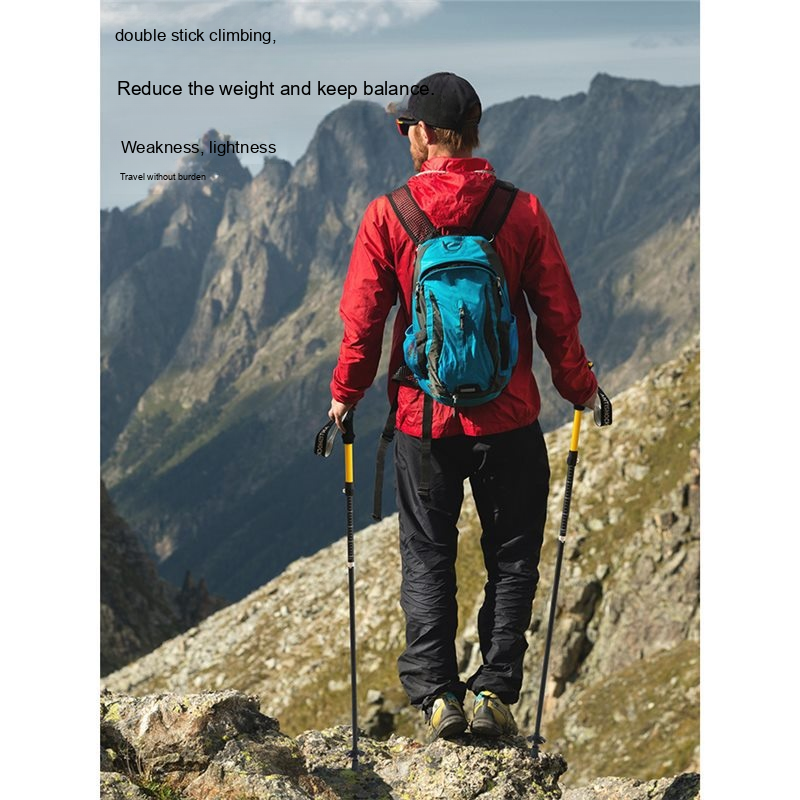 double stick climbing,
Reduce the weight and keep balance.
Weakness, lightness
Travel without burden